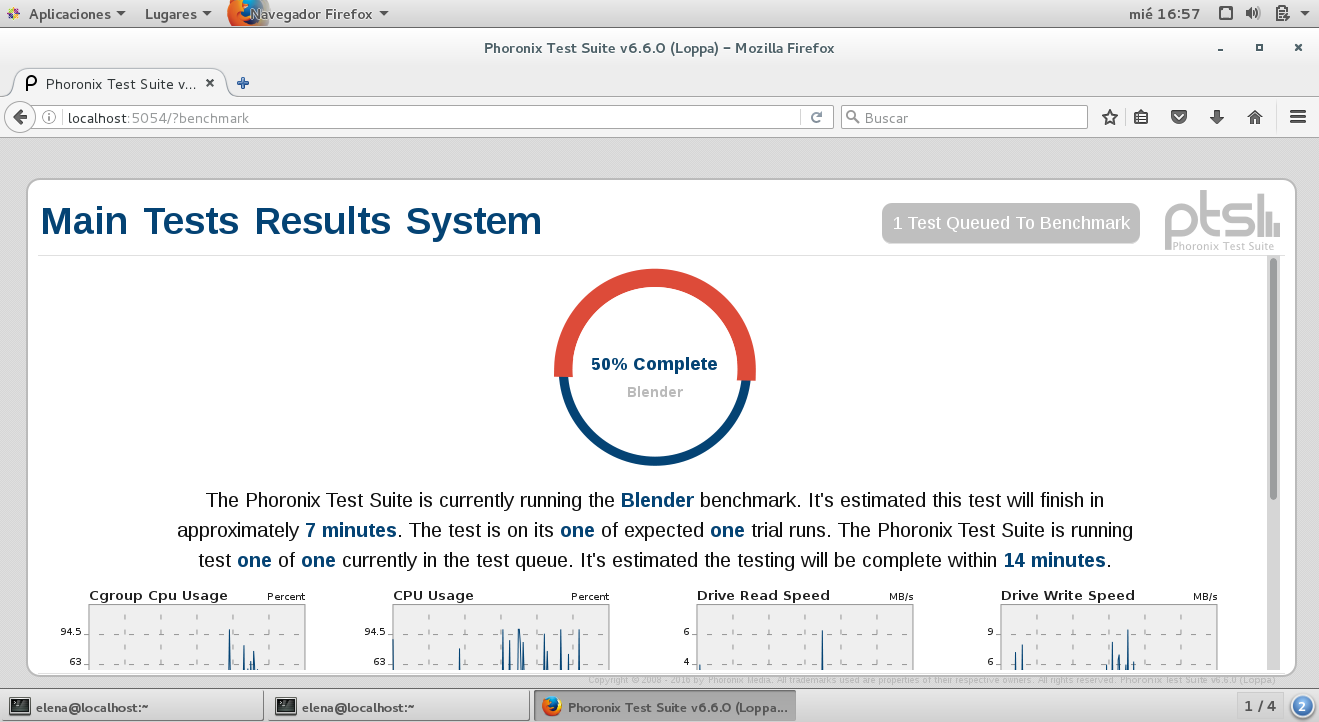 Aplicaciones Lugares Navegador Firefox mié 16:57
Phoronix Test Suite v6.6.0 (Loppa) – Mozilla Firefox
Phoronix Test Suite v...
localhost:5054/?benchmark Buscar
Main Tests Results System
1 Test Queued To Benchmark
pts
Phoronix Test Suite
50% Complete
Blender
The Phoronix Test Suite is currently running the Blender benchmark. It's estimated this test will finish in
approximately 7 minutes. The test is on its one of expected one trial runs. The Phoronix Test Suite is running
test one of one currently in the test queue. It's estimated the testing will be complete within 14 minutes.
Cgroup Cpu Usage Percent
94.5
63
CPU Usage Percent
94.5
63
Drive Read Speed MB/s
6
4
Drive Write Speed MB/s
9
6
Copyright © 2008 - 2016 by Phoronix Media. All trademarks used are properties of their respective owners. All rights reserved. Phoronix Test Suite v6.6.0 (Loppa)
elena@localhost:~ elena@localhost:~ Phoronix Test Suite v6.6.0 (Loppa... 1 / 4 2